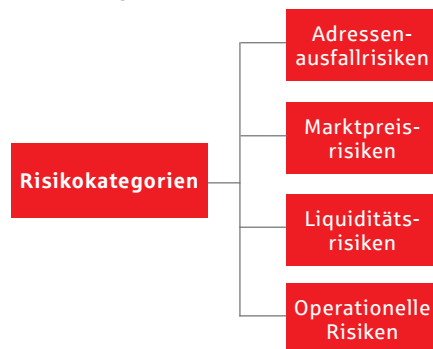 Adressen-
ausfallrisiken
Marktpreis-
risiken
Risikokategorien
Liquiditäts-
risiken
Operationelle
Risiken